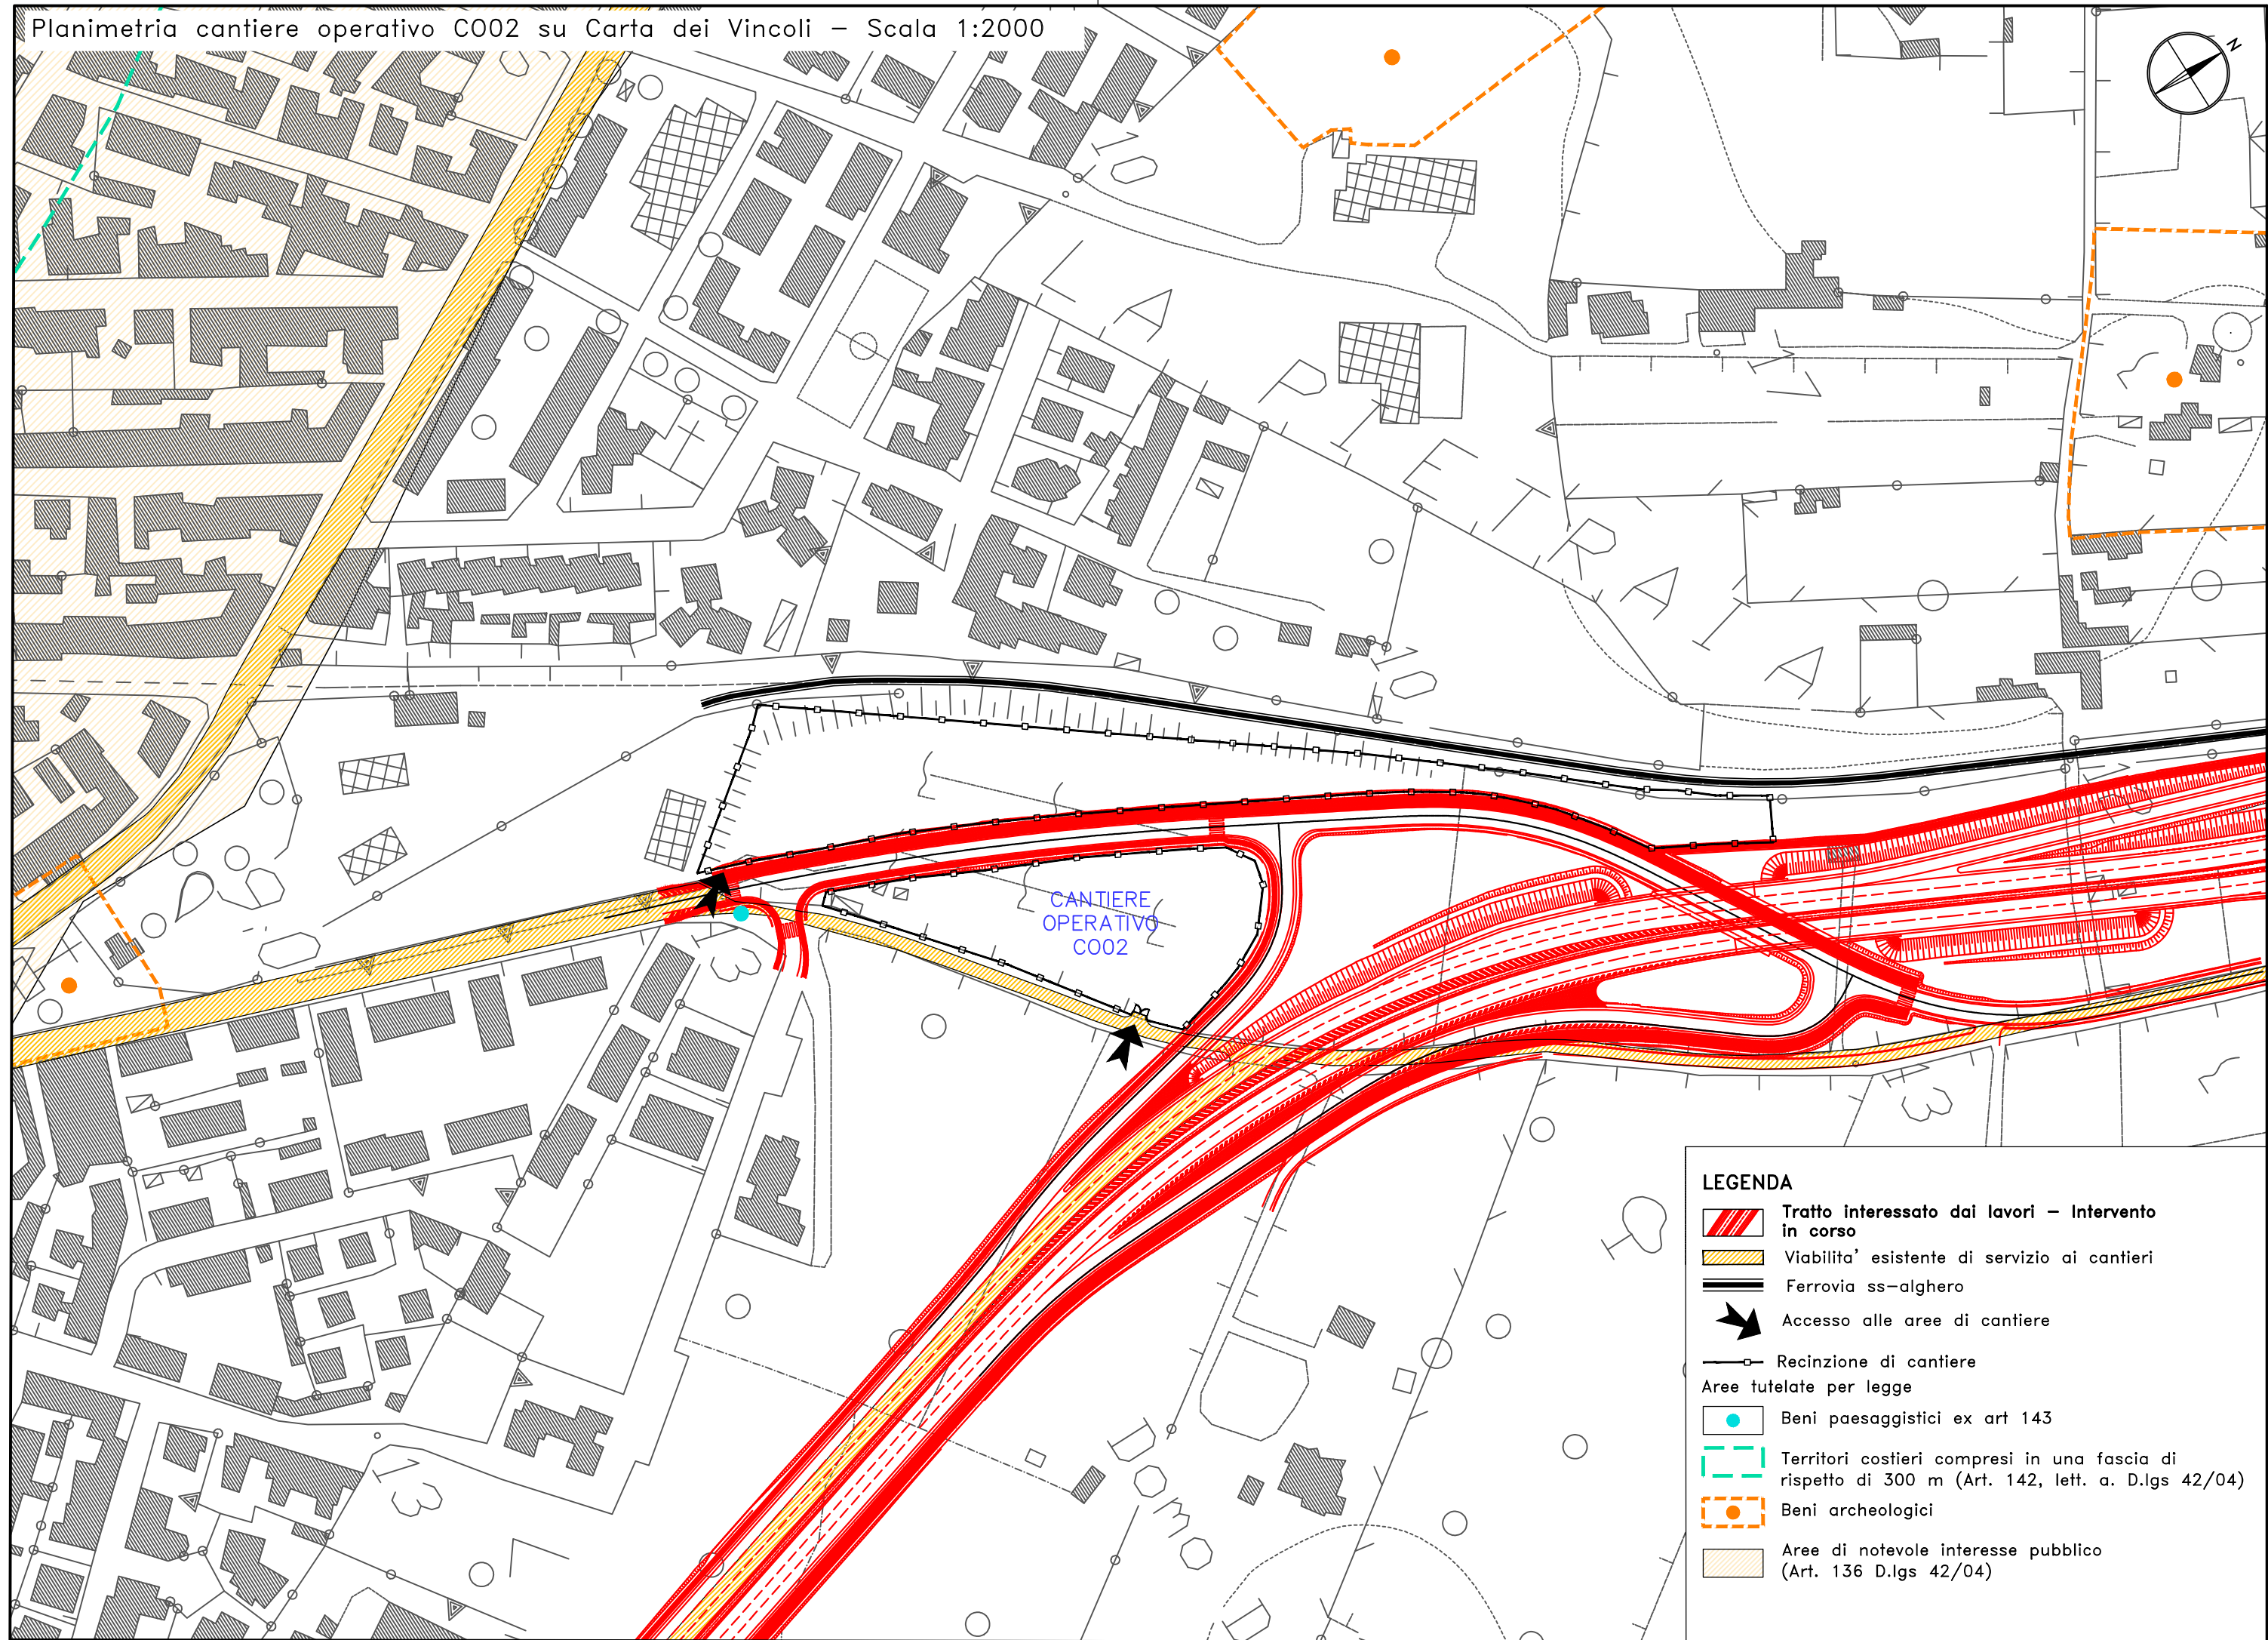 Planimetria cantiere operativo CO02 su Carta dei Vincoli – Scala 1:2000
N
CANTIERE
OPERATIVO
CO02
LEGENDA
Tratto interessato dai lavori – Intervento
in corso
Viabilita' esistente di servizio ai cantieri
Ferrovia ss-alghero
Accesso alle aree di cantiere
Recinzione di cantiere
Aree tutelate per legge
Beni paesaggistici ex art 143
Territori costieri compresi in una fascia di
rispetto di 300 m (Art. 142, lett. a. D.lgs 42/04)
Beni archeologici
Aree di notevole interesse pubblico
(Art. 136 D.lgs 42/04)